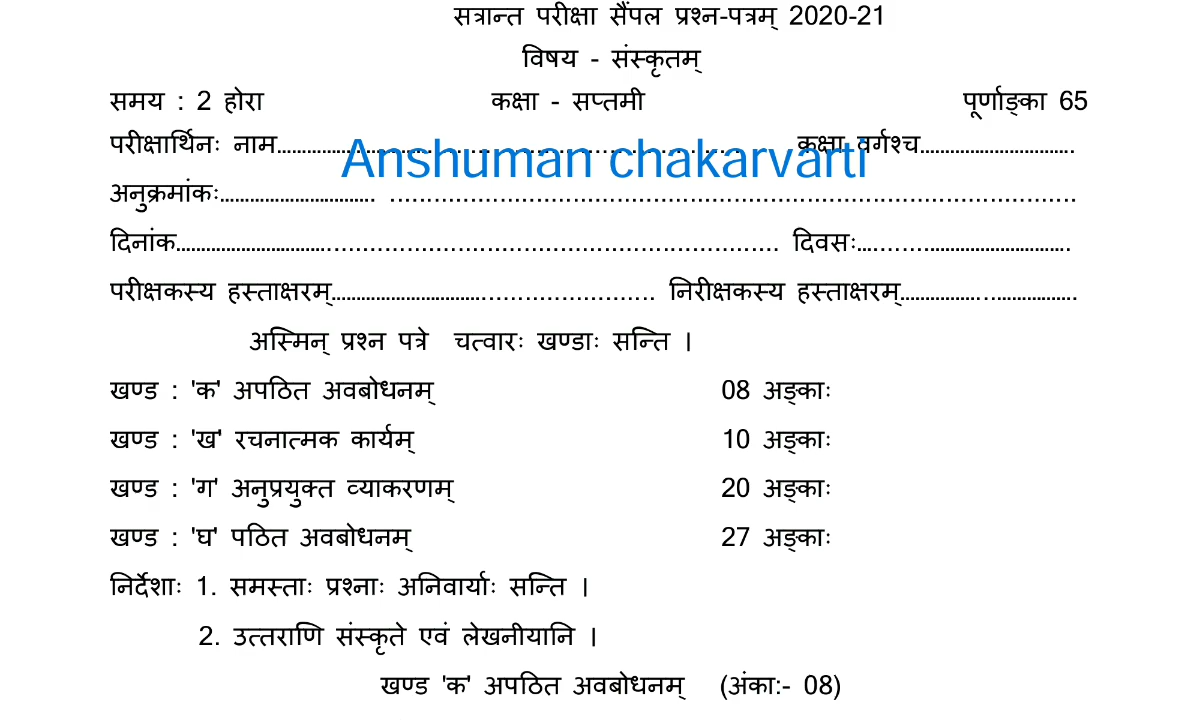 सत्रान्त परीक्षा सैंपल प्रश्न-पत्रम् 2020-21
विषय - संस्कृतम्
समय : 2 होरा कक्षा - सप्तमी पूर्णाङ्का 65
परीक्षार्थिनः नाम........................................................ कक्षा वर्गश्च...............................
Anshuman chakarvarti
अनुक्रमांकः............................... ...............................................................................................
दिनांक................................................................................... दिवसः..........................................
परीक्षकस्य हस्ताक्षरम्...................................................... निरीक्षकस्य हस्ताक्षरम्...................................
अस्मिन् प्रश्न पत्रे चत्वारः खण्डाः सन्ति ।
खण्ड : 'क' अपठित अवबोधनम् 08 अङ्काः
खण्ड : 'ख' रचनात्मक कार्यम् 10 अङ्काः
खण्ड : 'ग' अनुप्रयुक्त व्याकरणम् 20 अङ्काः
खण्ड : 'घ' पठित अवबोधनम् 27 अङ्काः
निर्देशाः 1. समस्ताः प्रश्नाः अनिवार्याः सन्ति ।
2. उत्तराणि संस्कृते एवं लेखनीयानि ।
खण्ड 'क' अपठित अवबोधनम् (अंका:- 08)